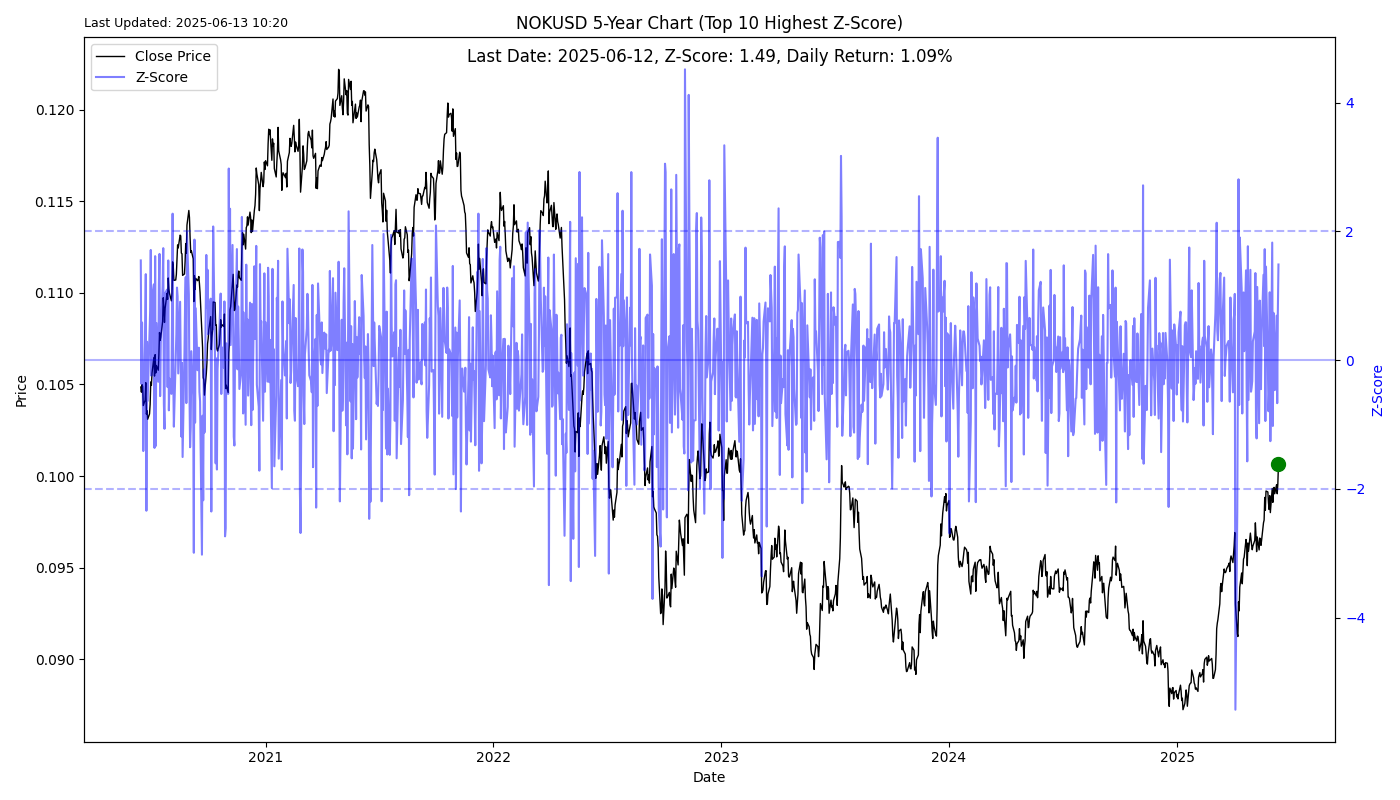 Last Updated: 2025-06-13 10:20
NOKUSD 5-Year Chart (Top 10 Highest Z-Score)
Last Date: 2025-06-12, Z-Score: 1.49, Daily Return: 1.09%
Close Price
Z-Score
0.120
0.115
0.110
0.105
0.100
0.095
0.090
Price
4
2
0
−2
−4
Z-Score
2021
2022
2023
2024
2025
Date